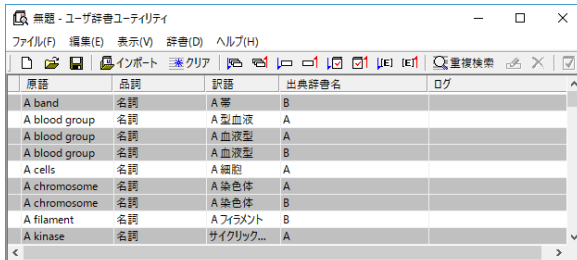 無題 - ユーザ辞書ユーティリティ
ファイル(F) 編集(E) 表示(V) 辞書(D) ヘルプ(H)
インポート クリア 重複検索
原語 品詞 訳語 出典辞書名 ログ
A band 名詞 A 帯 B
A blood group 名詞 A 型血液 A
A blood group 名詞 A 血液型 A
A blood group 名詞 A 血液型 B
A cells 名詞 A 細胞 A
A chromosome 名詞 A 染色体 A
A chromosome 名詞 A 染色体 B
A filament 名詞 A フィラメント B
A kinase 名詞 サイクリック... A